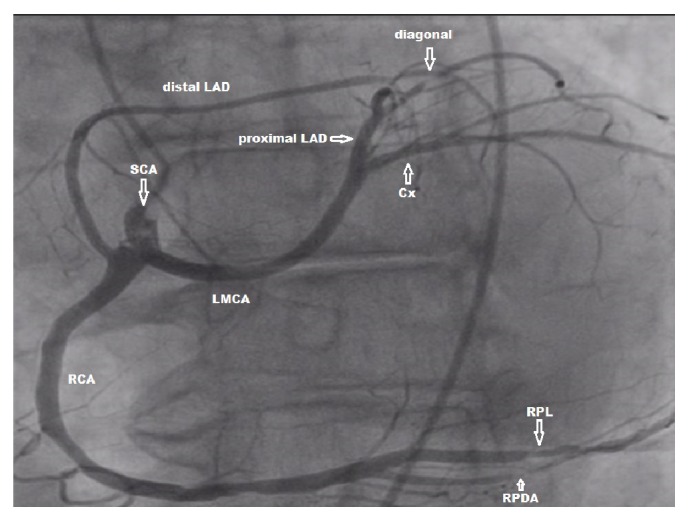 diagonal
distal LAD
proximal LAD
SCA
Cx
LMCA
RCA
RPL
RPDA